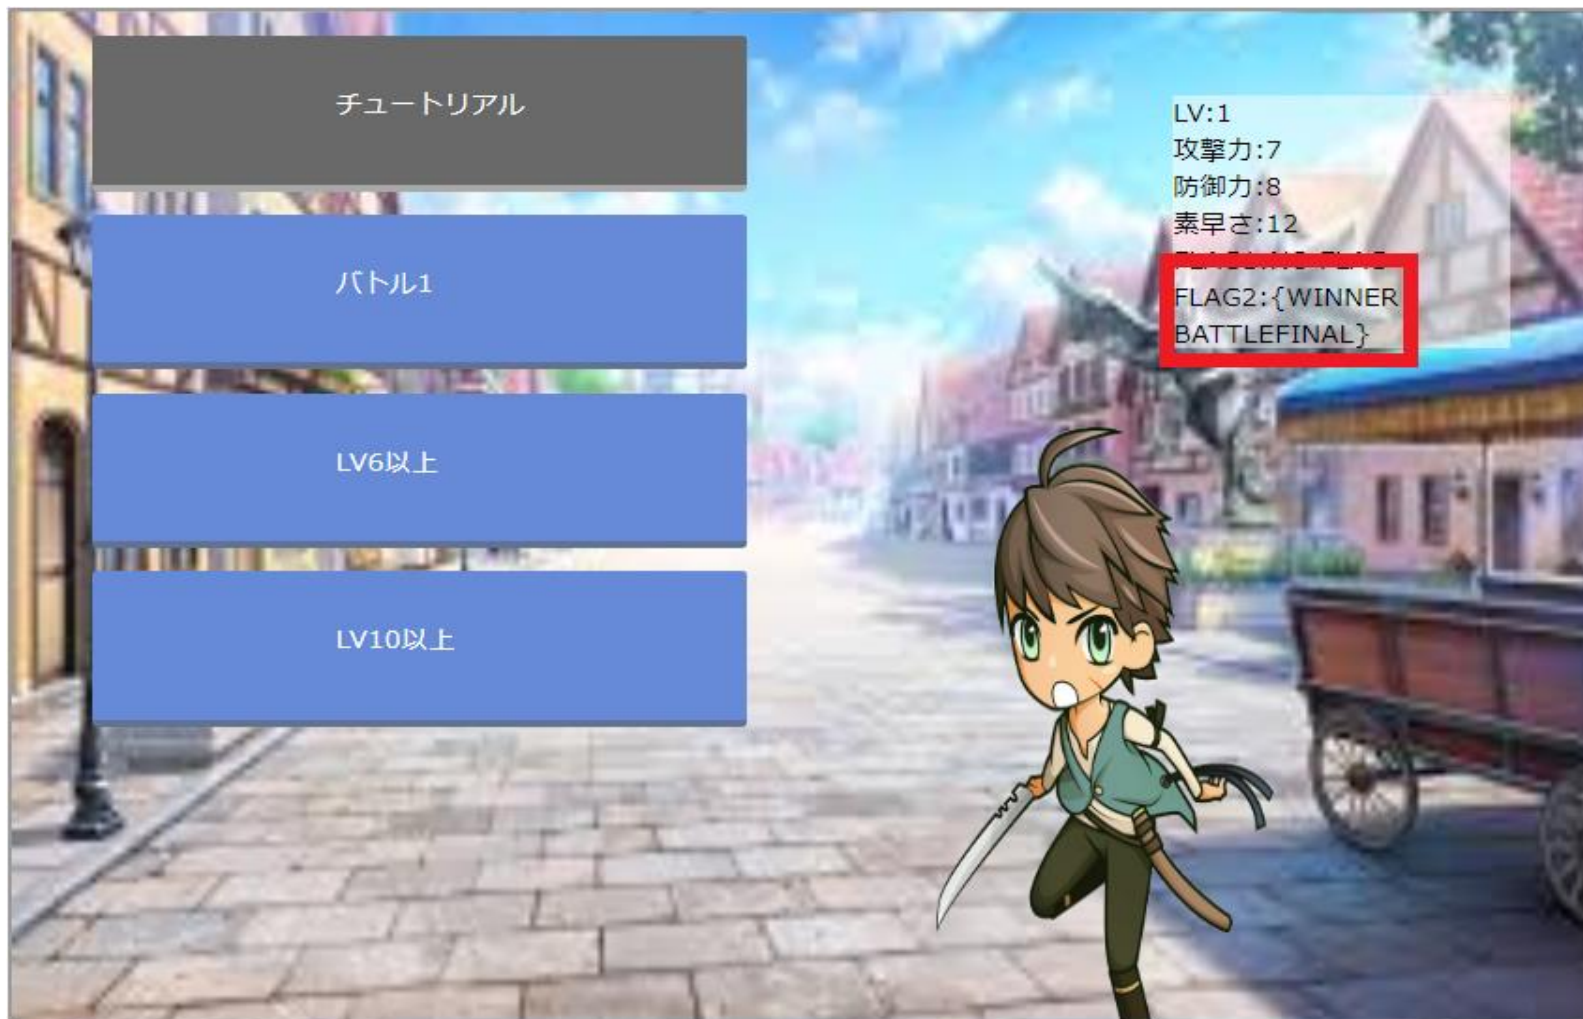 チュートリアル
バトル1
LV6以上
LV10以上
LV:1
攻撃力:7
防御力:8
素早さ:12
FLAG2:{WINNER
BATTLEFINAL}